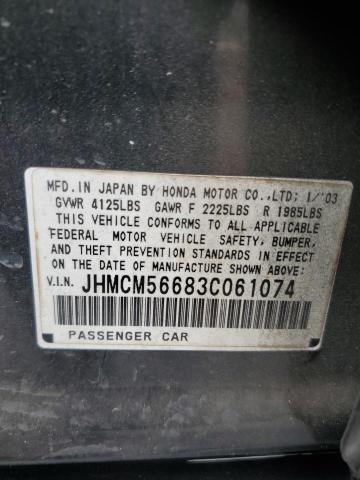 MFD. IN JAPAN BY HONDA MOTOR CO.,LTD: 1/'03
GVWR 4125LBS GAWR F 2225LBS R 1985LBS
THIS VEHICLE CONFORMS TO ALL APPLICABLE
FEDERAL MOTOR VEHICLE SAFETY, BUMPER,
AND THEFT PREVENTION STANDARDS IN EFFECT
ON THE DATE OF MANUFACTURE SHOWN ABOVE:
V.I.N. JHMCM56683C061074
PASSENGER CAR